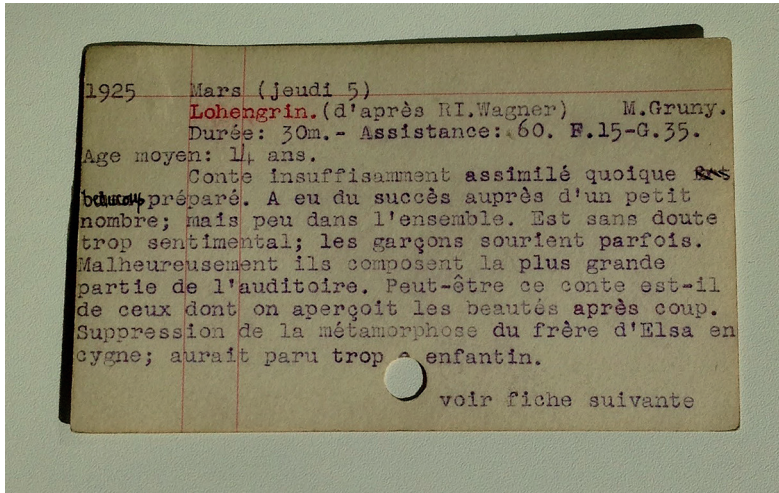 1925 Mars (jeudi 5)
Lohengrin. (d'après RI.Wagner) M.Gruny.
Durée: 30m.- Assistance: 60. F.15-G.35.
Age moyen: 14 ans.
Conte insuffisamment assimilé quoique
beaucoup préparé. A eu du succès auprès d'un petit
nombre; mais peu dans l'ensemble. Est sans doute
trop sentimental; les garçons sourient parfois.
Malheureusement ils composent la plus grande
partie de l'auditoire. Peut-être ce conte est-il
de ceux dont on aperçoit les beautés après coup.
Suppression de la métamorphose du frère d'Elsa en
cygne; aurait paru trop e enfantin.
voir fiche suivante